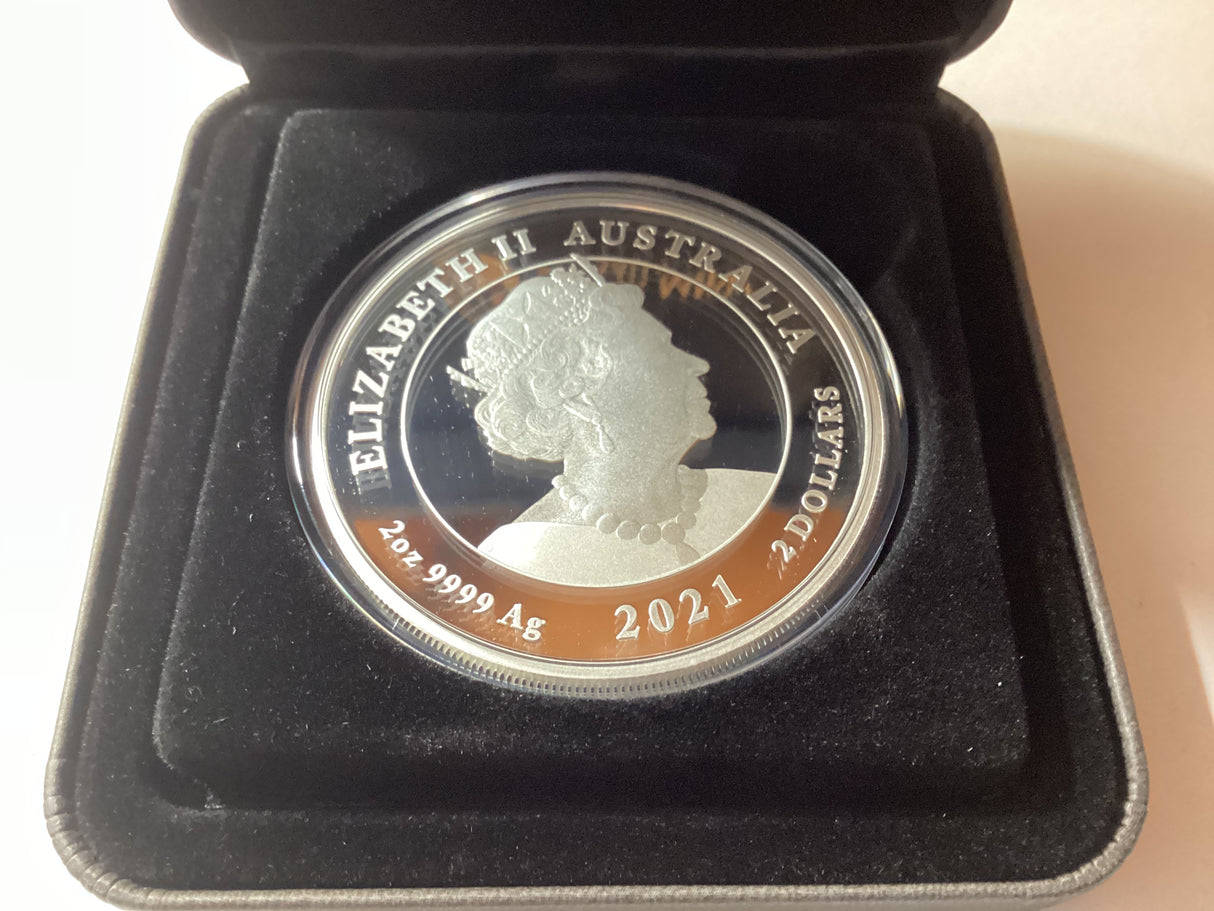 ELIZABETH II AUSTRALIA
2 DOLLARS
2021
2oz 9999 Ag